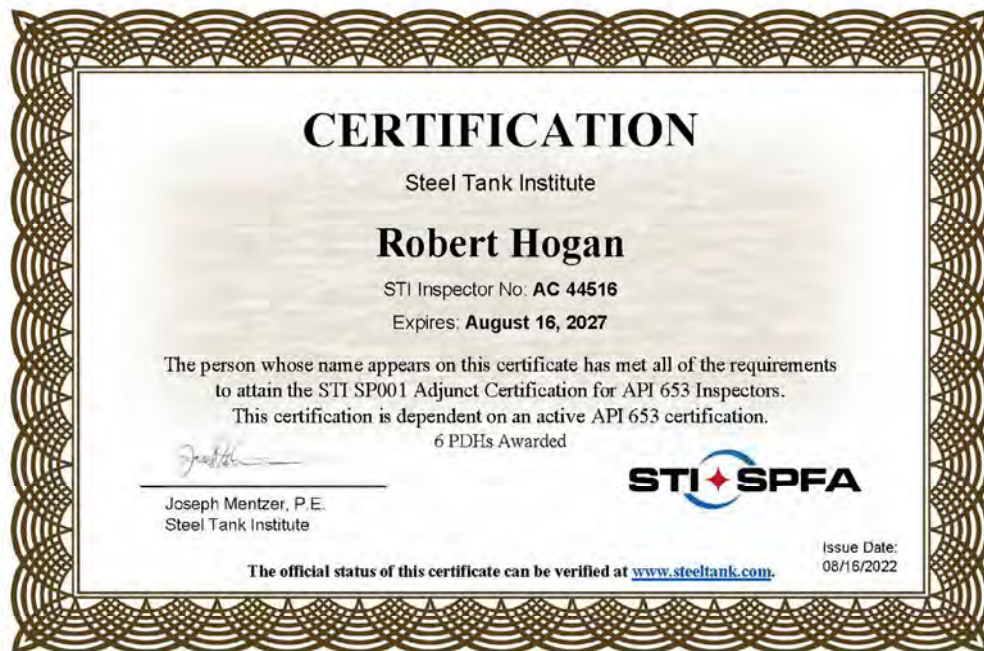 CERTIFICATION
Steel Tank Institute
Robert Hogan
STI Inspector No: AC 44516
Expires: August 16, 2027
The person whose name appears on this certificate has met all of the requirements
to attain the STI SP001 Adjunct Certification for API 653 Inspectors.
This certification is dependent on an active API 653 certification.
6 PDHs Awarded
Joseph Mentzer, P.E.
Steel Tank Institute
STI SPFA
Issue Date:
08/16/2022
The official status of this certificate can be verified at www.steeltank.com.